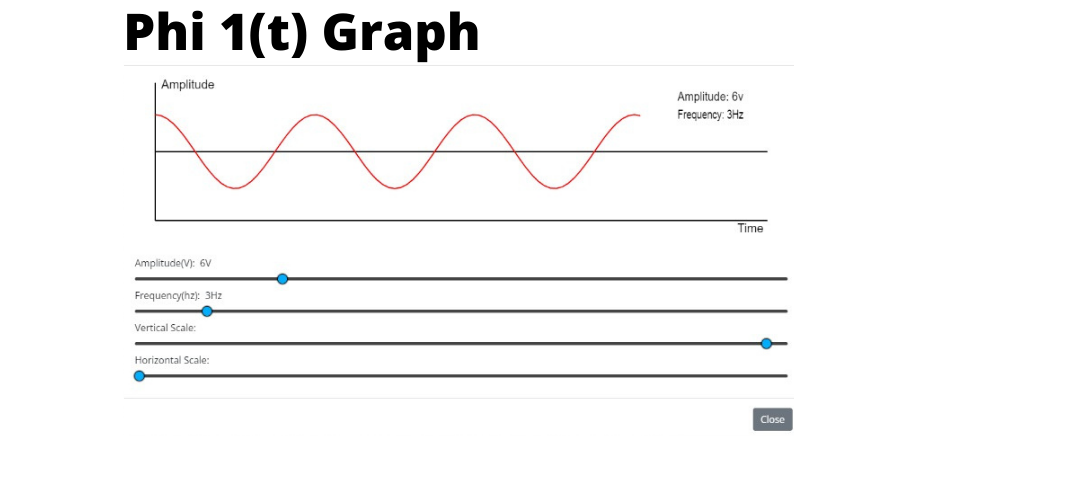 Phi 1(t) Graph
Amplitude
Amplitude: 6v
Frequency: 3Hz
Time
Amplitude(V): 6V
Frequency(hz): 3Hz
Vertical Scale:
Horizontal Scale:
Close